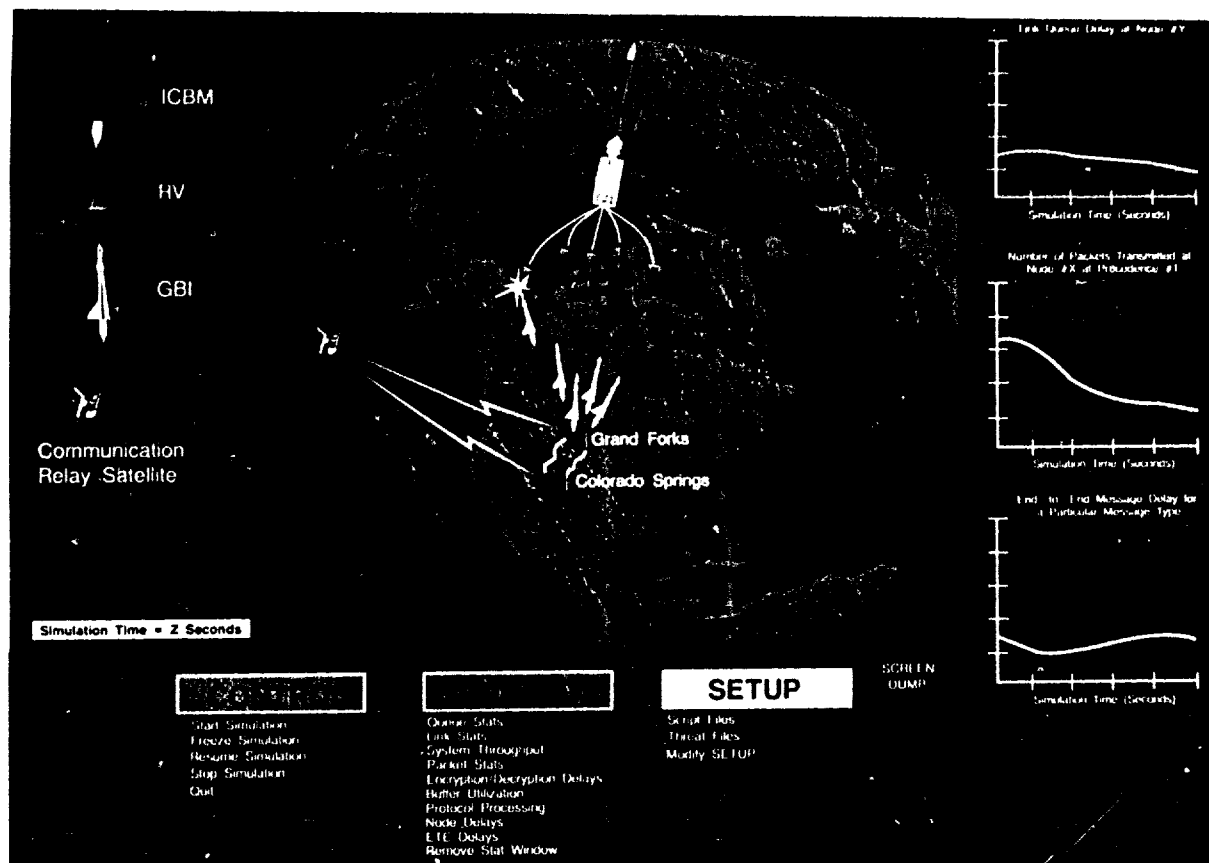 ICBM
HV
GBI
Communication
Relay Satellite
Grand Forks
Colorado Springs
Link Queue Delay at Node #Y
Simulation Time (Seconds)
Number of Packets Transmitted at
Node #X at Precedence #1
Simulation Time (Seconds)
End to End Message Delay for
a Particular Message Type
Simulation Time (Seconds)
Simulation Time = Z Seconds
Start Simulation
Freeze Simulation
Resume Simulation
Stop Simulation
Quit
Queue Stats
Link Stats
System Throughput
Packet Stats
Encryption/Decryption Delays
Buffer Utilization
Protocol Processing
Node Delays
ETE Delays
Remove Stat Window
SETUP
Script Files
Threat Files
Modify SETUP
SCREEN
DUMP